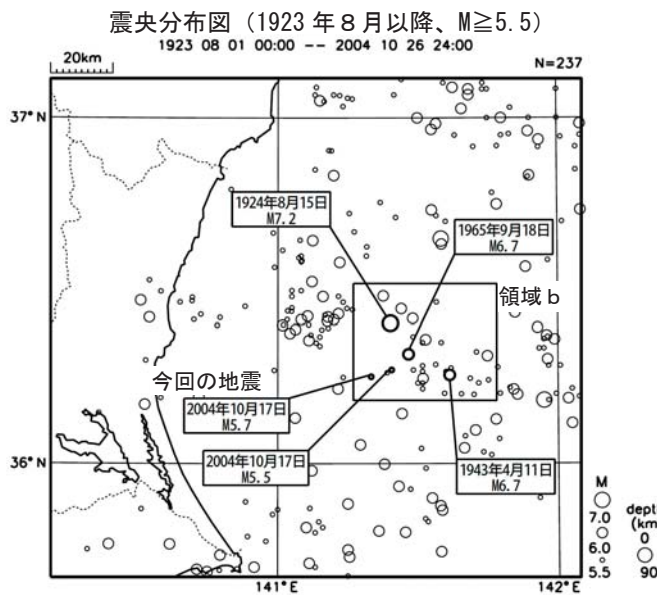 震央分布図（1923 年８月以降、M≧5.5）
1923 08 01 00:00 -- 2004 10 26 24:00
20km
N=237
37°N
1924年8月15日
M7.2
1965年9月18日
M6.7
領域ｂ
今回の地震
2004年10月17日
M5.7
2004年10月17日
M5.5
1943年4月11日
M6.7
36°N
M
7.0
6.0
5.5
depth
(km
0
90
141°E
142°E